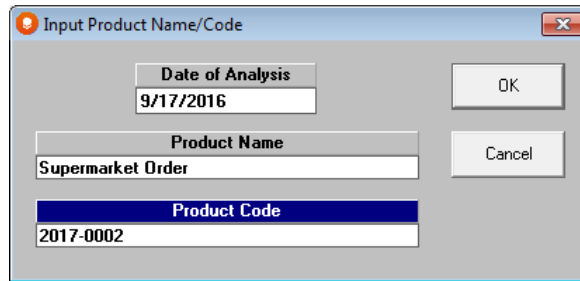 Input Product Name/Code
Date of Analysis
9/17/2016
OK
Product Name
Supermarket Order
Cancel
Product Code
2017-0002